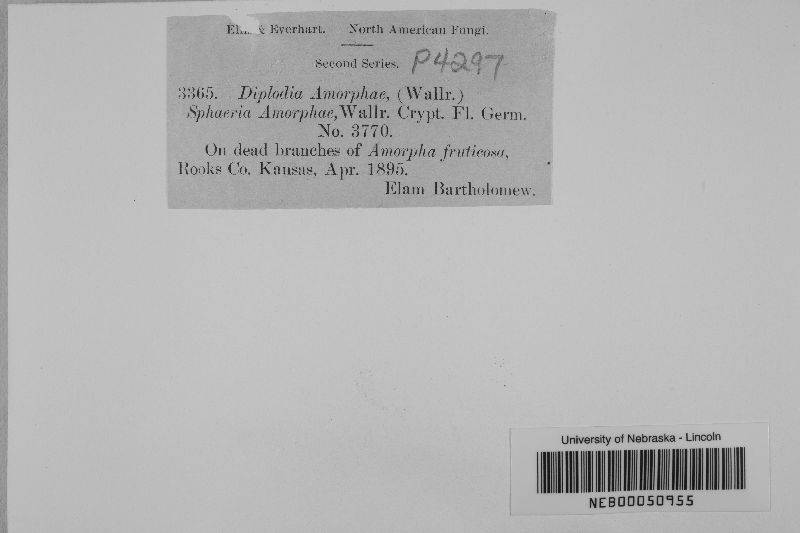 & Everhart. North American Fungi.
Second Series. P4297
3365. Diplodia Amorphae, (Wallr.)
Sphaeria Amorphae, Wallr. Crypt. Fl. Germ.
No. 3770.
On dead branches of Amorpha fruticosa,
Rooks Co. Kansas, Apr. 1895.
Elam Bartholomew.
University of Nebraska - Lincoln
NEB00050955